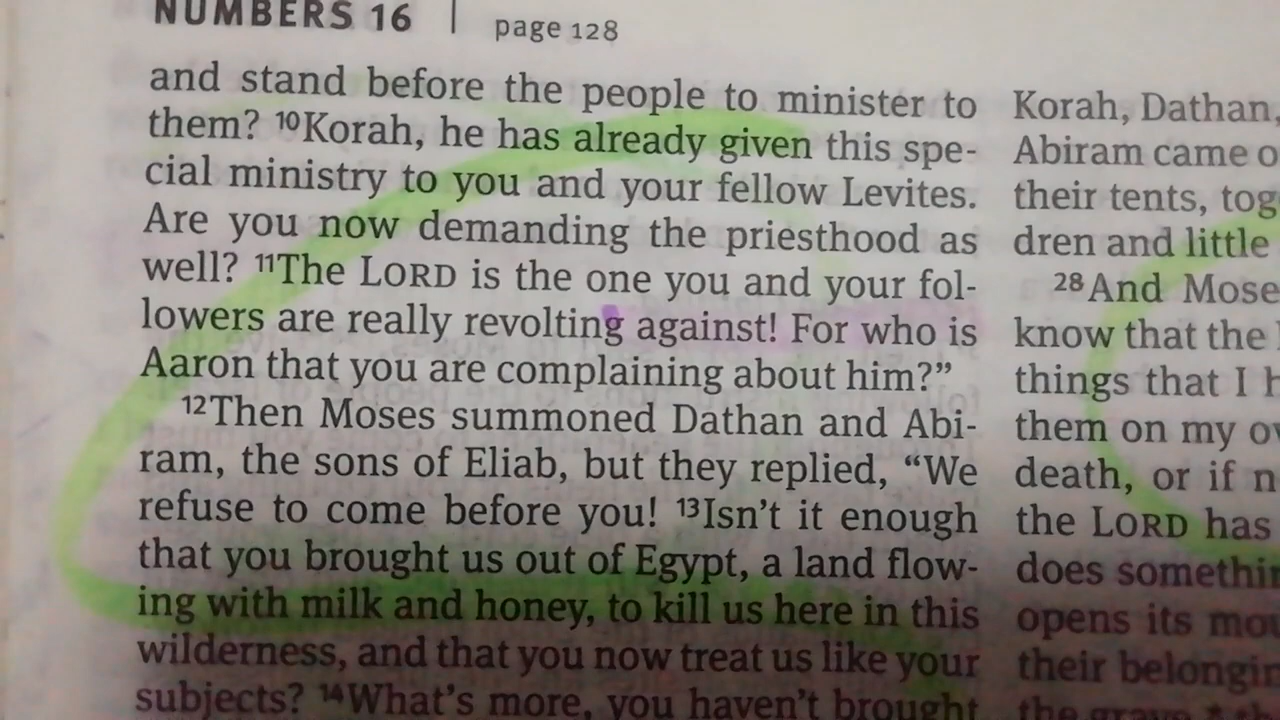 NUMBERS 16 | page 128
and stand before the people to minister to
them? ¹⁰Korah, he has already given this spe-
cial ministry to you and your fellow Levites.
Are you now demanding the priesthood as
well? ¹¹The LORD is the one you and your fol-
lowers are really revolting against! For who is
Aaron that you are complaining about him?”
¹²Then Moses summoned Dathan and Abi-
ram, the sons of Eliab, but they replied, “We
refuse to come before you! ¹³Isn’t it enough
that you brought us out of Egypt, a land flow-
ing with milk and honey, to kill us here in this
wilderness, and that you now treat us like your
subjects? ¹⁴What’s more, you haven’t brought
Korah, Dathan,
Abiram came
their tents,
dren and little
²⁸And
know that the
things that I
them on my
death, or if
the LORD has
does
opens its
their
the grave